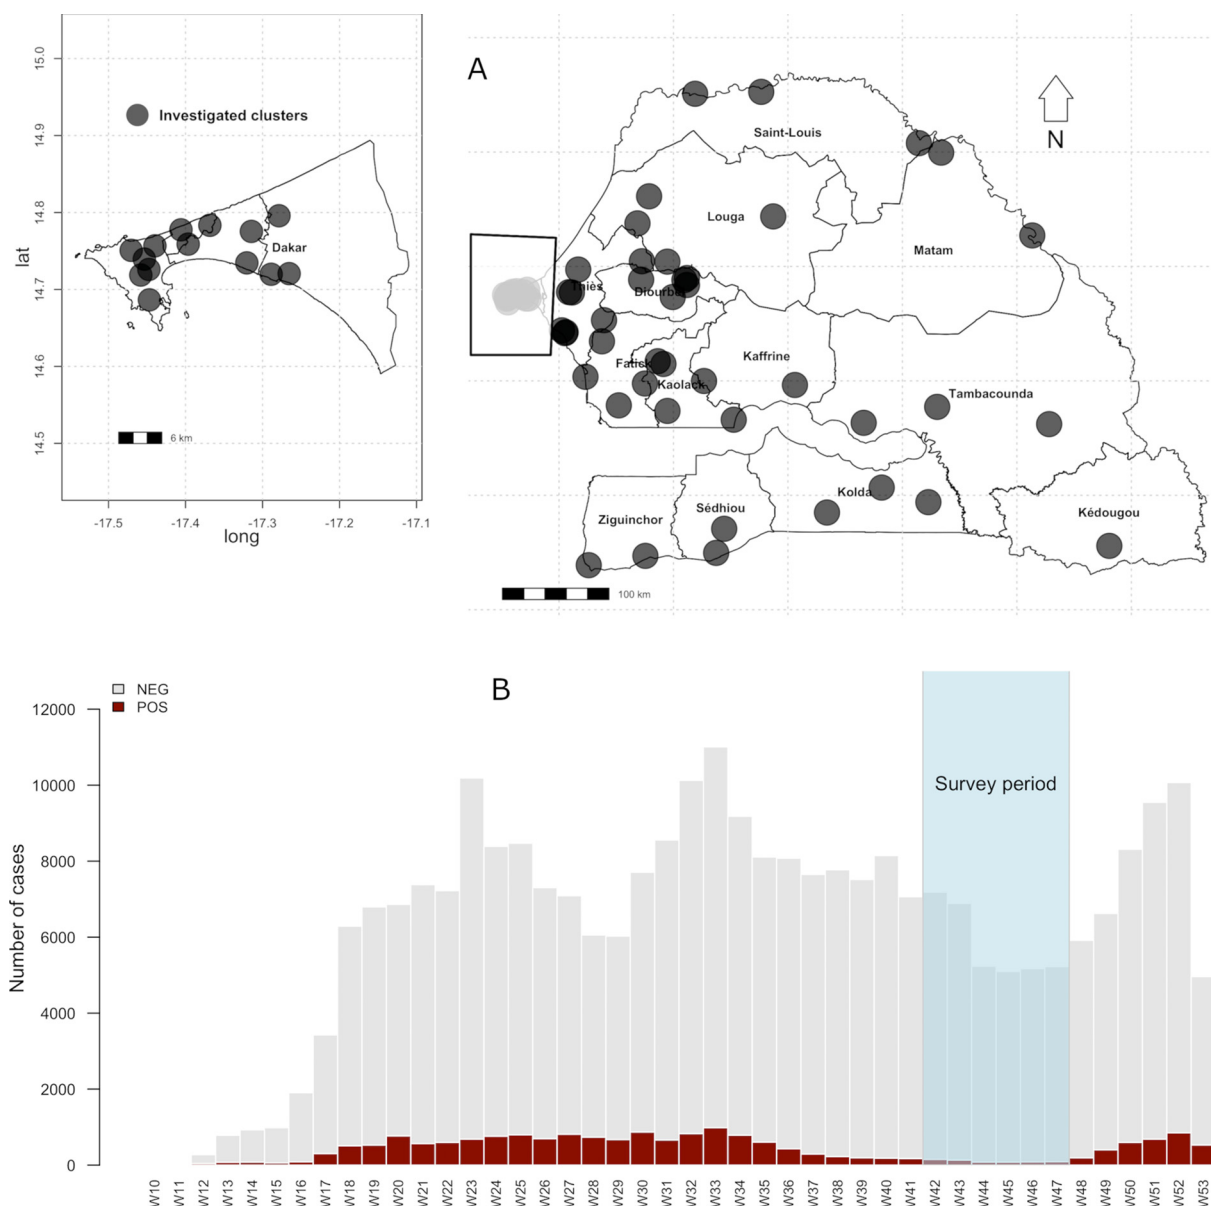 A
15.0
14.9
14.8
14.7
14.6
14.5
lat
Investigated clusters
Dakar
6 km
-17.5
-17.4
-17.3
-17.2
-17.1
long
N
Saint-Louis
Louga
Matam
Thiès
Diourbel
Fatick
Kaolack
Kaffrine
Tambacounda
Ziguinchor
Sédhiou
Kolda
Kédougou
100 km
B
NEG
POS
Survey period
Number of cases
12000
10000
8000
6000
4000
2000
0
W10
W11
W12
W13
W14
W15
W16
W17
W18
W19
W20
W21
W22
W23
W24
W25
W26
W27
W28
W29
W30
W31
W32
W33
W34
W35
W36
W37
W38
W39
W40
W41
W42
W43
W44
W45
W46
W47
W48
W49
W50
W51
W52
W53